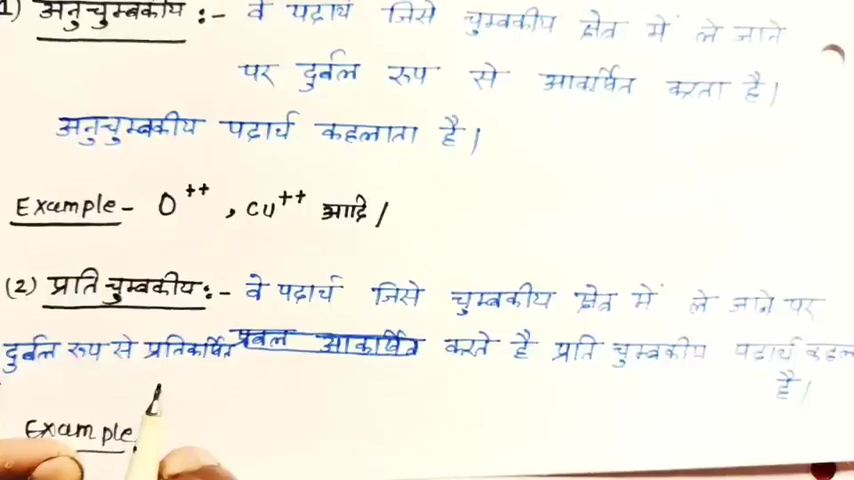 1) अनुचुम्बकीय :- वे पदार्थ जिसे चुम्बकीय क्षेत्र में ले जाने
पर दुर्बल रूप से आकर्षित करता है।
अनुचुम्बकीय पदार्थ कहलाता है।
Example - O⁺⁺, Cu⁺⁺ आदि।
(2) प्रति चुम्बकीय :- वे पदार्थ जिसे चुम्बकीय क्षेत्र में ले जाने पर
दुर्बल रूप से प्रतिकर्षित प्रबल आकर्षित करते है प्रति चुम्बकीय पदार्थ
है।
Example